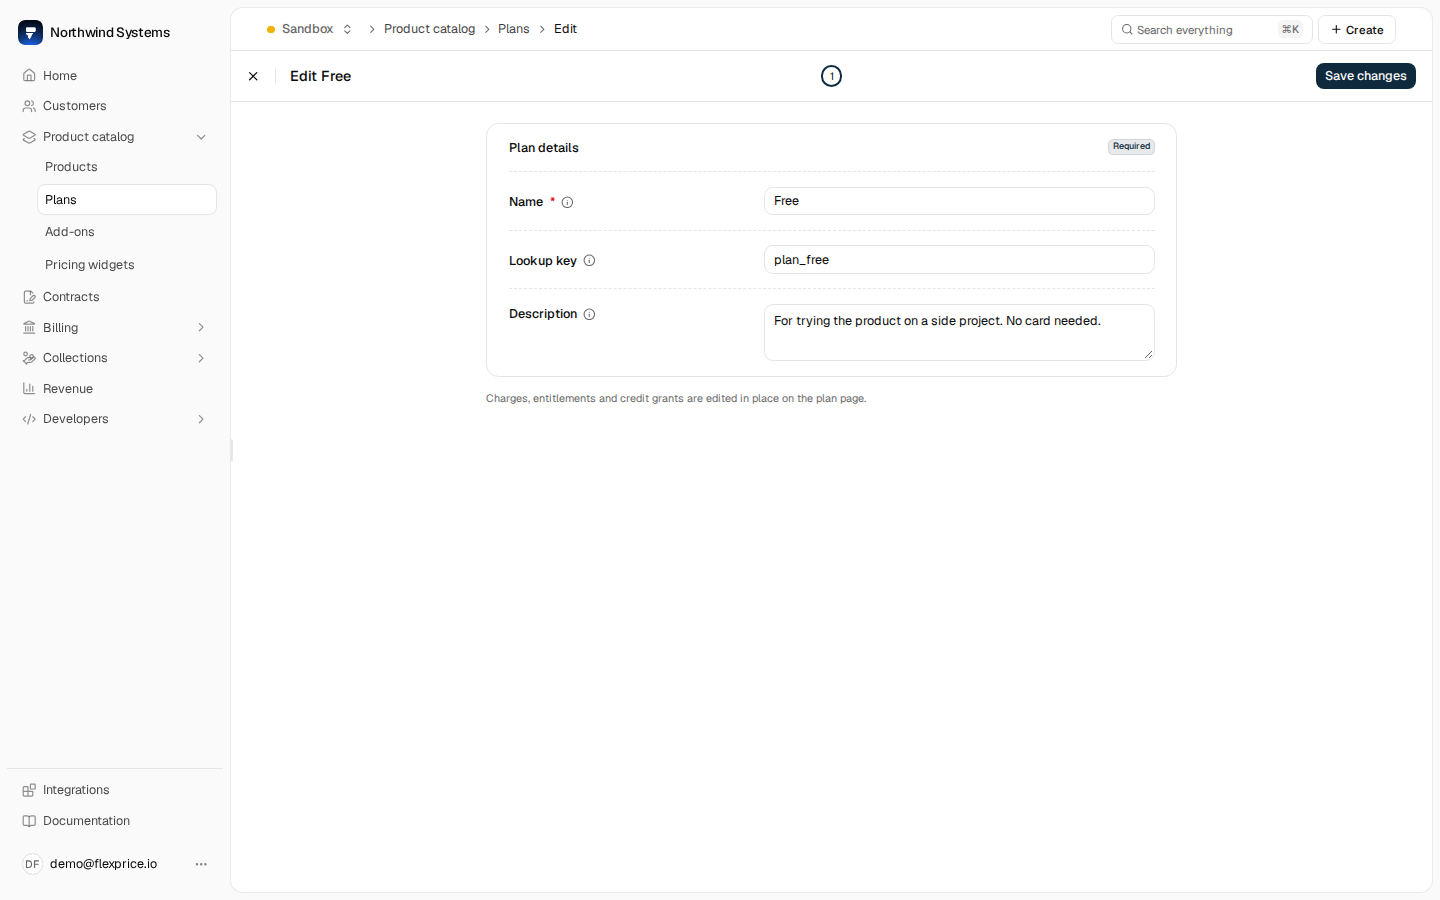 Northwind Systems
Home
Customers
Product catalog
Products
Plans
Add-ons
Pricing widgets
Contracts
Billing
Collections
Revenue
Developers
Integrations
Documentation
DF demo@flexprice.io
Sandbox Product catalog Plans Edit
Search everything ⌘K
Create
Edit Free
1
Save changes
Plan details
Required
Name *
Free
Lookup key
plan_free
Description
For trying the product on a side project. No card needed.
Charges, entitlements and credit grants are edited in place on the plan page.